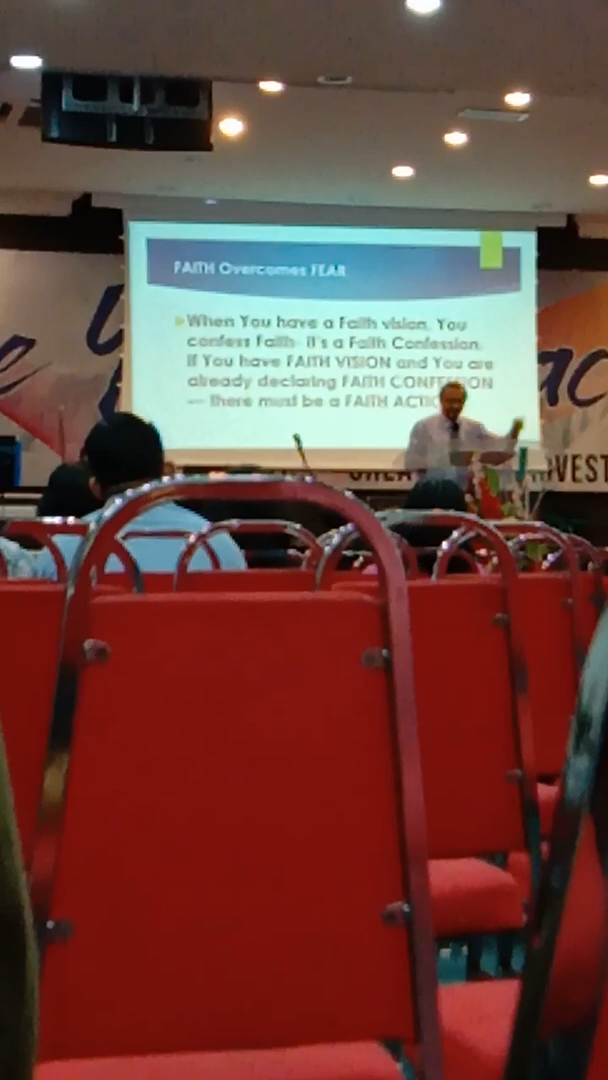 FAITH Overcomes FEAR
When You have a Faith vision, You
confess Faith- it's a Faith Confession.
If You have FAITH VISION and You are
already declaring FAITH CONFESSION
— there must be a FAITH